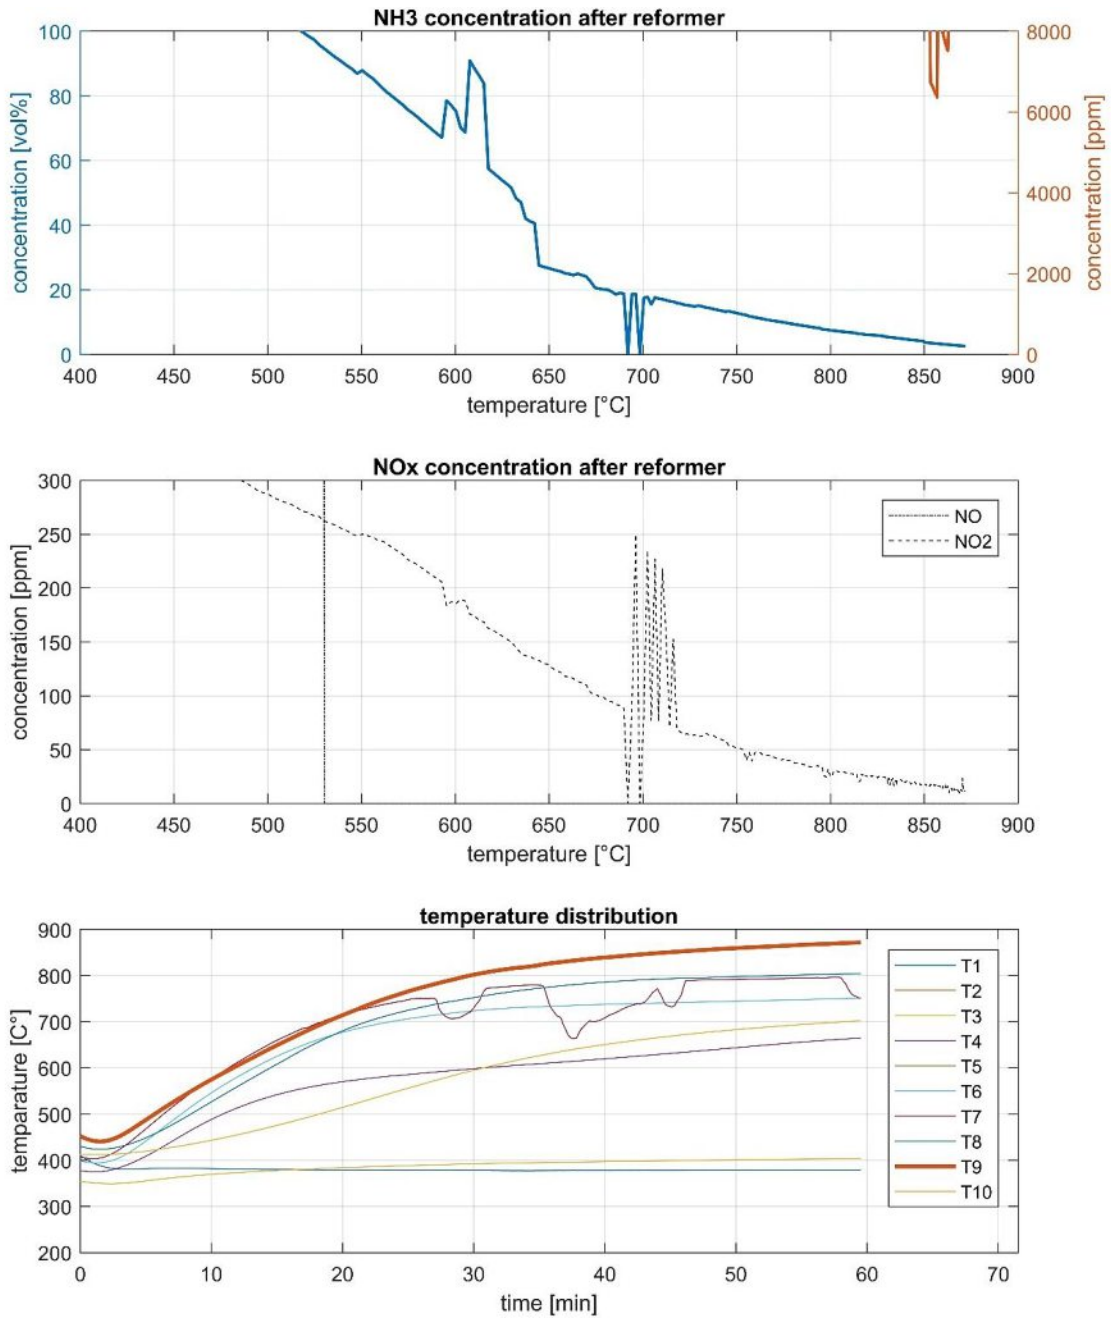 NH3 concentration after reformer
100
80
60
40
20
0
concentration [vol%]
8000
6000
4000
2000
0
concentration [ppm]
400 450 500 550 600 650 700 750 800 850 900
temperature [°C]
NOx concentration after reformer
300
250
200
150
100
50
0
concentration [ppm]
NO
NO2
400 450 500 550 600 650 700 750 800 850 900
temperature [°C]
temperature distribution
900
800
700
600
500
400
300
200
temparature [C°]
T1
T2
T3
T4
T5
T6
T7
T8
T9
T10
0 10 20 30 40 50 60 70
time [min]